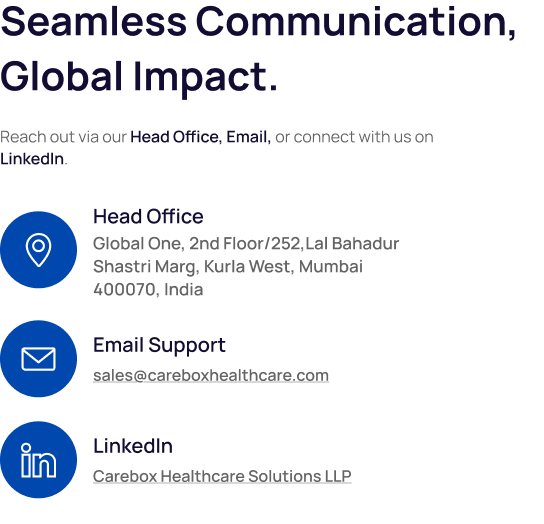 Seamless Communication,
Global Impact.
Reach out via our Head Office, Email, or connect with us on
LinkedIn.
Head Office
Global One, 2nd Floor/252,Lal Bahadur
Shastri Marg, Kurla West, Mumbai
400070, India
Email Support
sales@careboxhealthcare.com
in
LinkedIn
Carebox Healthcare Solutions LLP